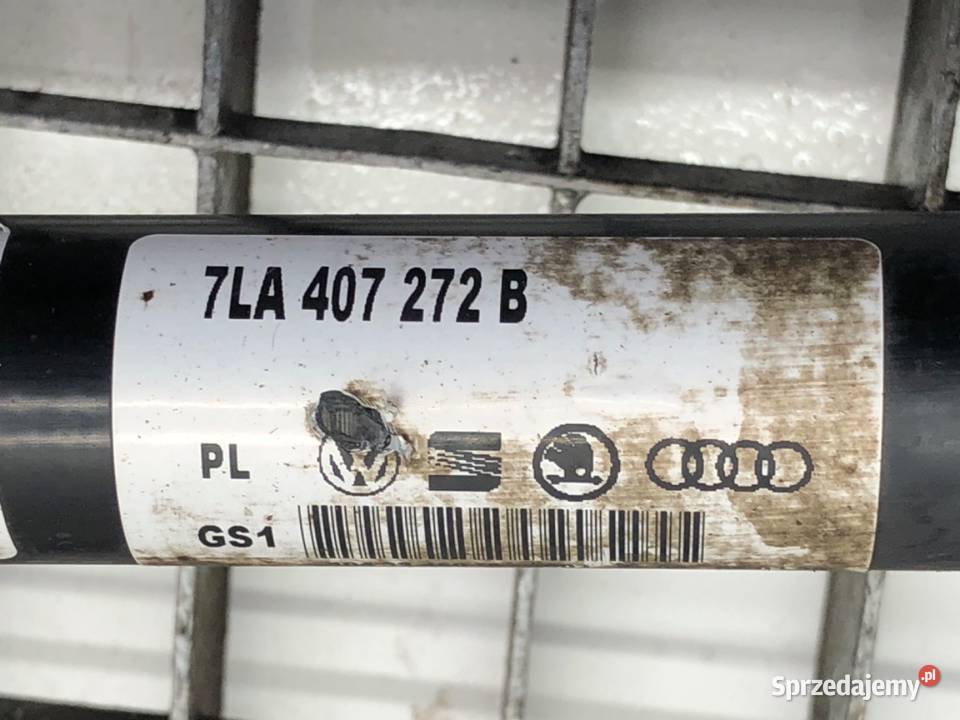 7LA 407 272 B
PL
GS1
Sprzedajemy.pl